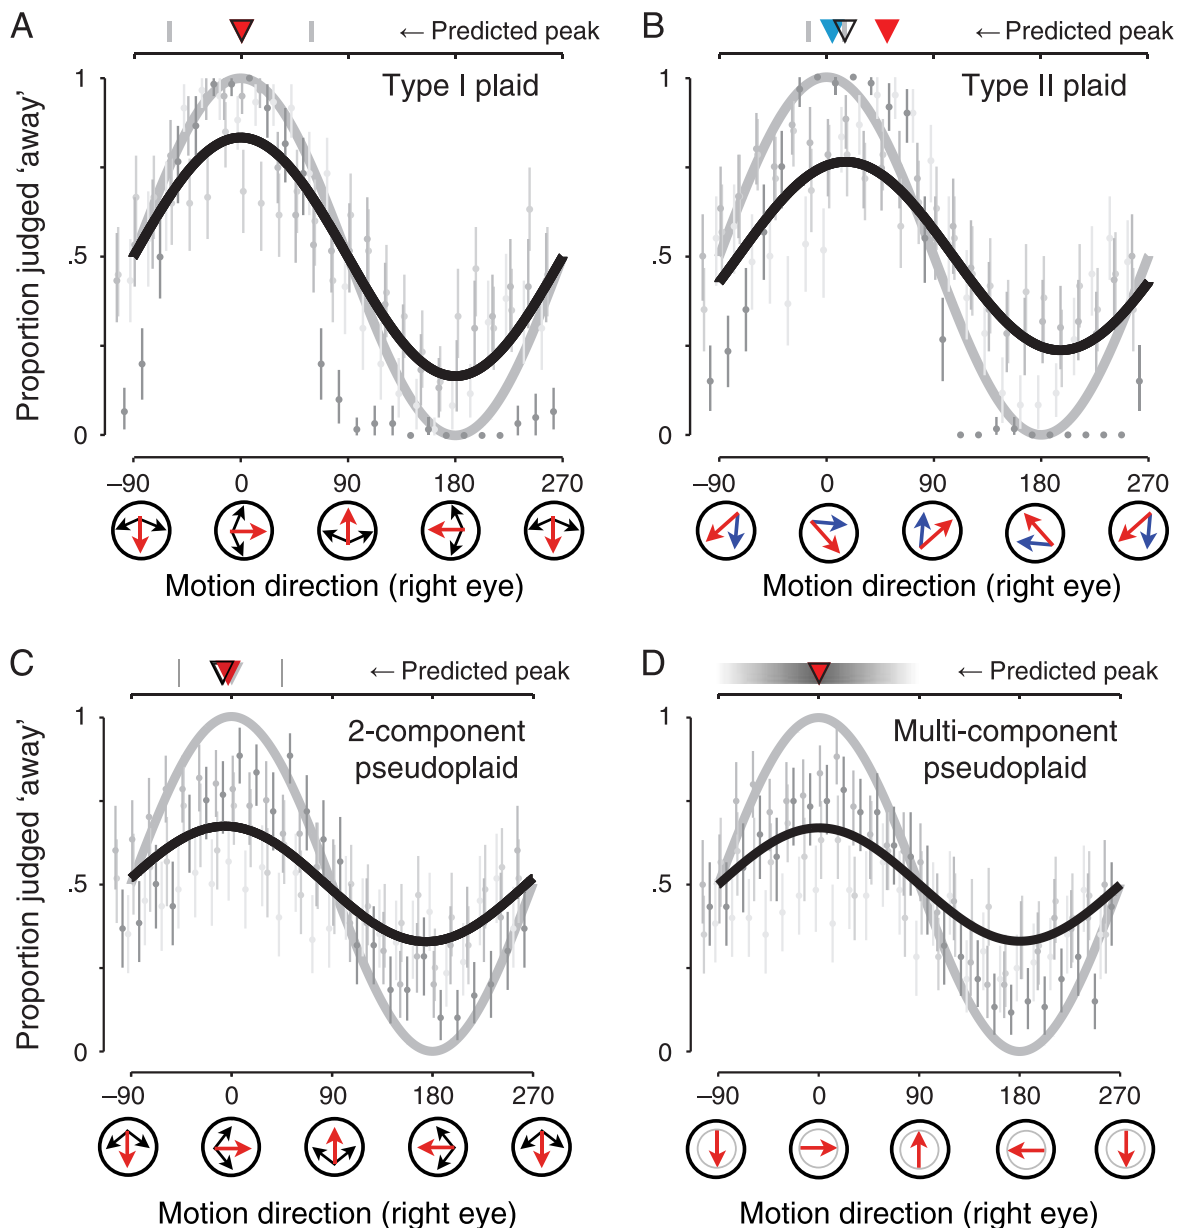 A
← Predicted peak
Type I plaid
Proportion judged ‘away’
1
.5
0
–90 0 90 180 270
Motion direction (right eye)
B
← Predicted peak
Type II plaid
1
.5
0
–90 0 90 180 270
Motion direction (right eye)
C
← Predicted peak
2-component
pseudoplaid
Proportion judged ‘away’
1
.5
0
–90 0 90 180 270
Motion direction (right eye)
D
← Predicted peak
Multi-component
pseudoplaid
1
.5
0
–90 0 90 180 270
Motion direction (right eye)